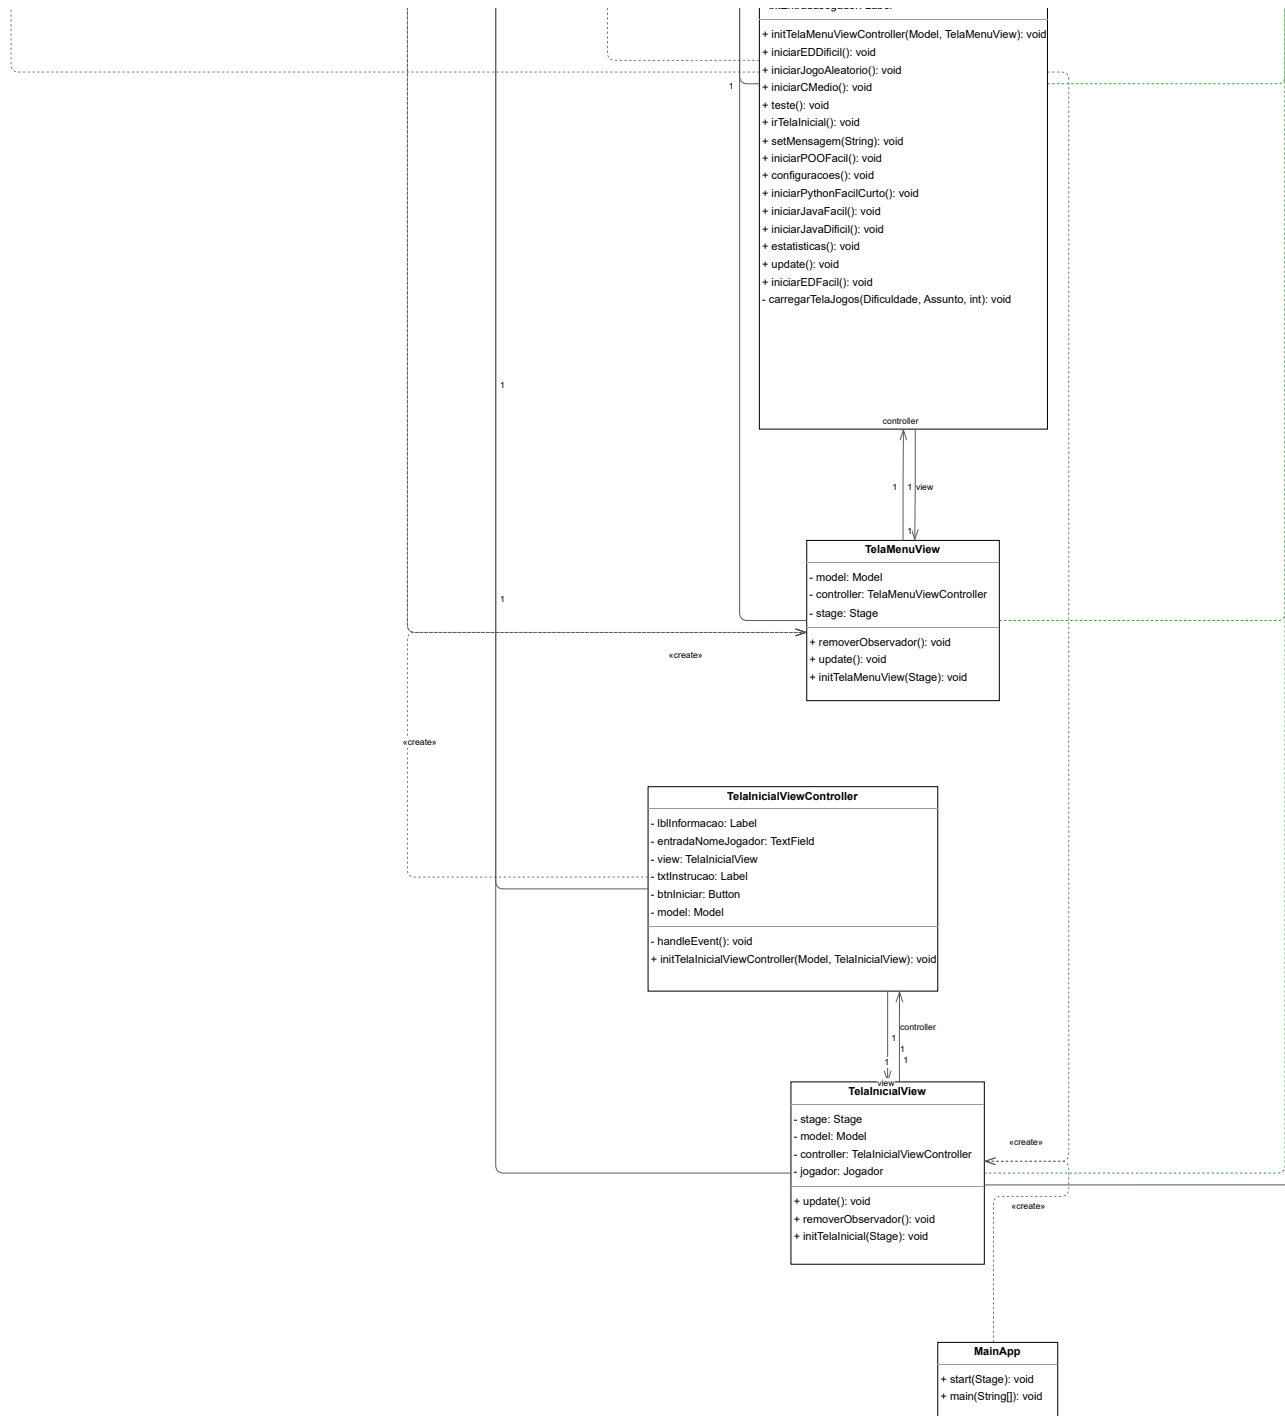 + initTelaMenuViewController(Model, TelaMenuView): void
+ iniciarEDDificil(): void
+ iniciarJogoAleatorio(): void
1
+ iniciarCMedio(): void
+ teste(): void
+ irTelaInicial(): void
+ setMensagem(String): void
+ iniciarPOOFacil(): void
+ configuracoes(): void
+ iniciarPythonFacilCurto(): void
+ iniciarJavaFacil(): void
+ iniciarJavaDificil(): void
+ estatisticas(): void
+ update(): void
+ iniciarEDFacil(): void
- carregarTelaJogos(Dificuldade, Assunto, int): void
1
controller
1
1 view
1
TelaMenuView
- model: Model
- controller: TelaMenuViewController
- stage: Stage
1
+ removerObservador(): void
+ update(): void
+ initTelaMenuView(Stage): void
«create»
«create»
TelaInicialViewController
- lblInformacao: Label
- entradaNomeJogador: TextField
- view: TelaInicialView
- txtInstrucao: Label
- btnIniciar: Button
- model: Model
- handleEvent(): void
+ initTelaInicialViewController(Model, TelaInicialView): void
controller
1
1
1
1
view
TelaInicialView
- stage: Stage
- model: Model
- controller: TelaInicialViewController
- jogador: Jogador
«create»
+ update(): void
+ removerObservador(): void
+ initTelaInicial(Stage): void
«create»
MainApp
+ start(Stage): void
+ main(String[]): void